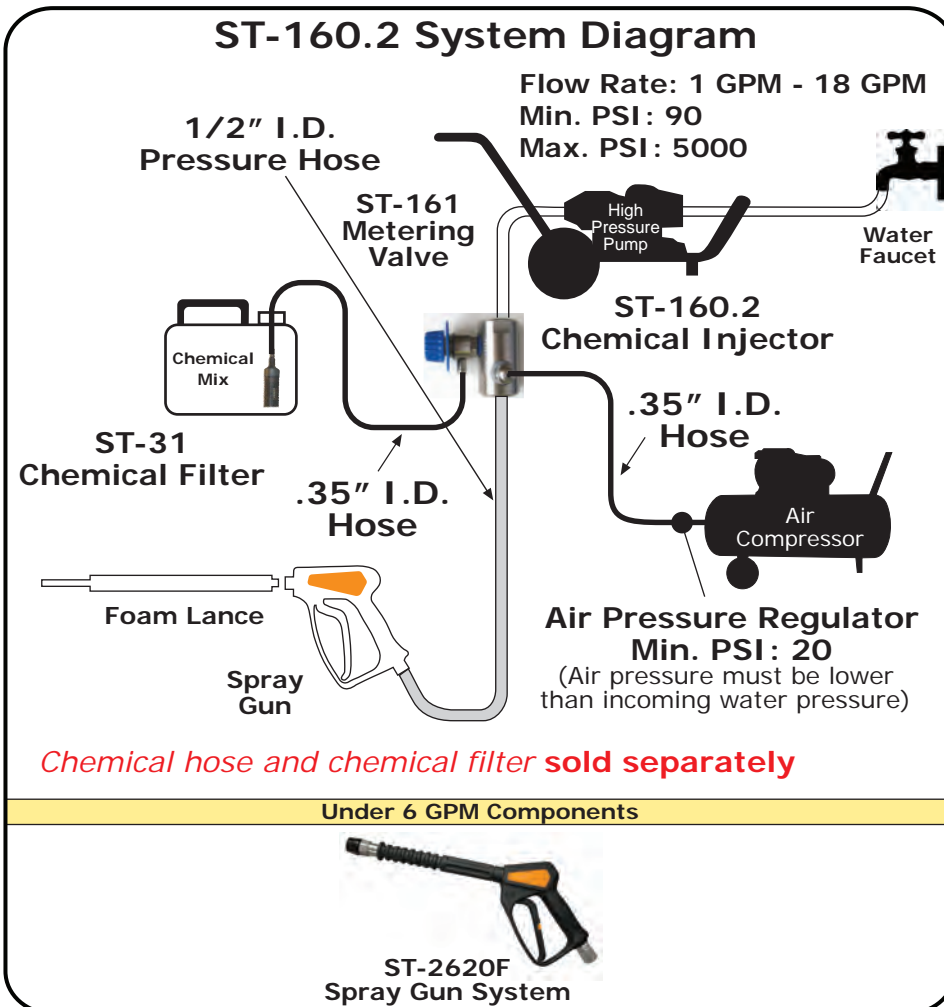 ST-160.2 System Diagram
Flow Rate: 1 GPM - 18 GPM
Min. PSI: 90
Max. PSI: 5000
1/2" I.D.
Pressure Hose
ST-161
Metering
Valve
High
Pressure
Pump
Water
Faucet
ST-160.2
Chemical Injector
Chemical
Mix
ST-31
Chemical Filter
.35" I.D.
Hose
.35" I.D.
Hose
Air
Compressor
Foam Lance
Spray
Gun
Air Pressure Regulator
Min. PSI: 20
(Air pressure must be lower
than incoming water pressure)
Chemical hose and chemical filter sold separately
Under 6 GPM Components
ST-2620F
Spray Gun System